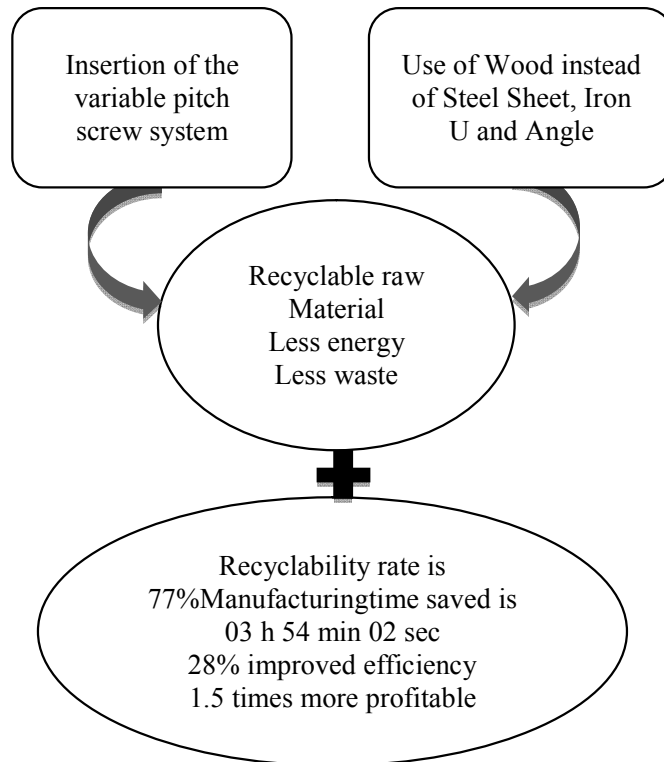 Insertion of the
variable pitch
screw system
Use of Wood instead
of Steel Sheet, Iron
U and Angle
Recyclable raw
Material
Less energy
Less waste
Recyclability rate is
77%Manufacturingtime saved is
03 h 54 min 02 sec
28% improved efficiency
1.5 times more profitable